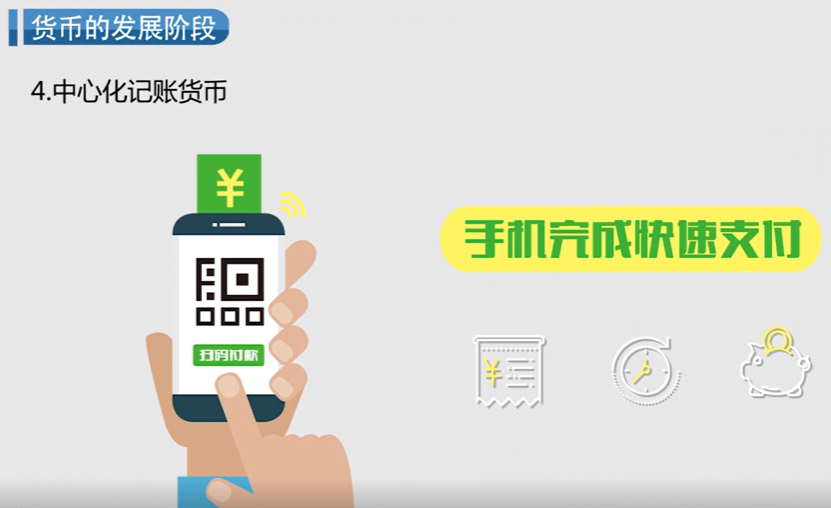 货币的发展阶段
4.中心化记账货币
¥
手机完成快速支付
扫码付款
¥